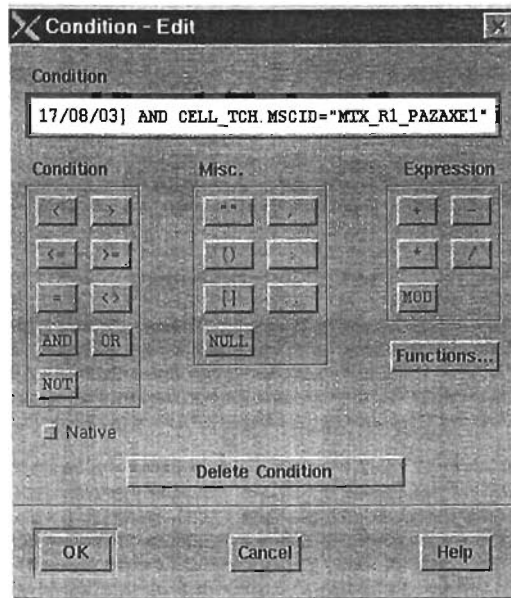 Condition - Edit
Condition
17/08/03] AND CELL_TCH.MSCID="MTX_R1_PAZAXE1"
Condition Misc. Expression
< > "" , + -
<= >= () : * /
= <> [] . MOD
AND OR NULL
Functions...
NOT
Native
Delete Condition
OK Cancel Help